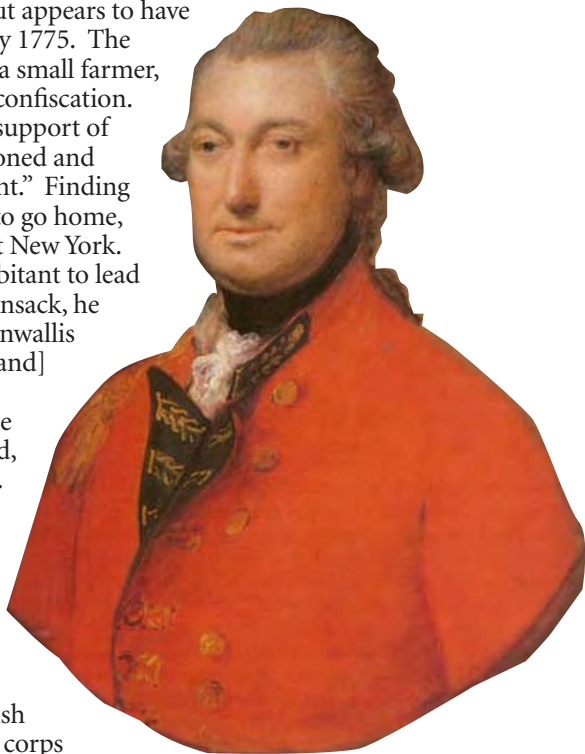 ut appears to have
y 1775. The
a small farmer,
confiscation.
support of
oned and
nt.” Finding
to go home,
t New York.
bitant to lead
nsack, he
nwallis
and]
e
d,
.
sh
corps